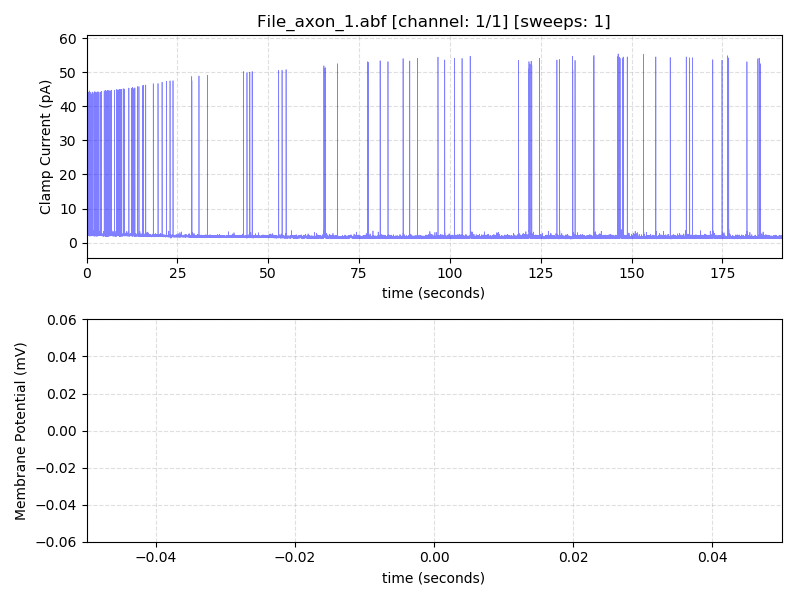 File_axon_1.abf [channel: 1/1] [sweeps: 1]
60
50
40
30
20
10
0
Clamp Current (pA)
0 25 50 75 100 125 150 175
time (seconds)
0.06
0.04
0.02
0.00
−0.02
−0.04
−0.06
Membrane Potential (mV)
−0.04 −0.02 0.00 0.02 0.04
time (seconds)